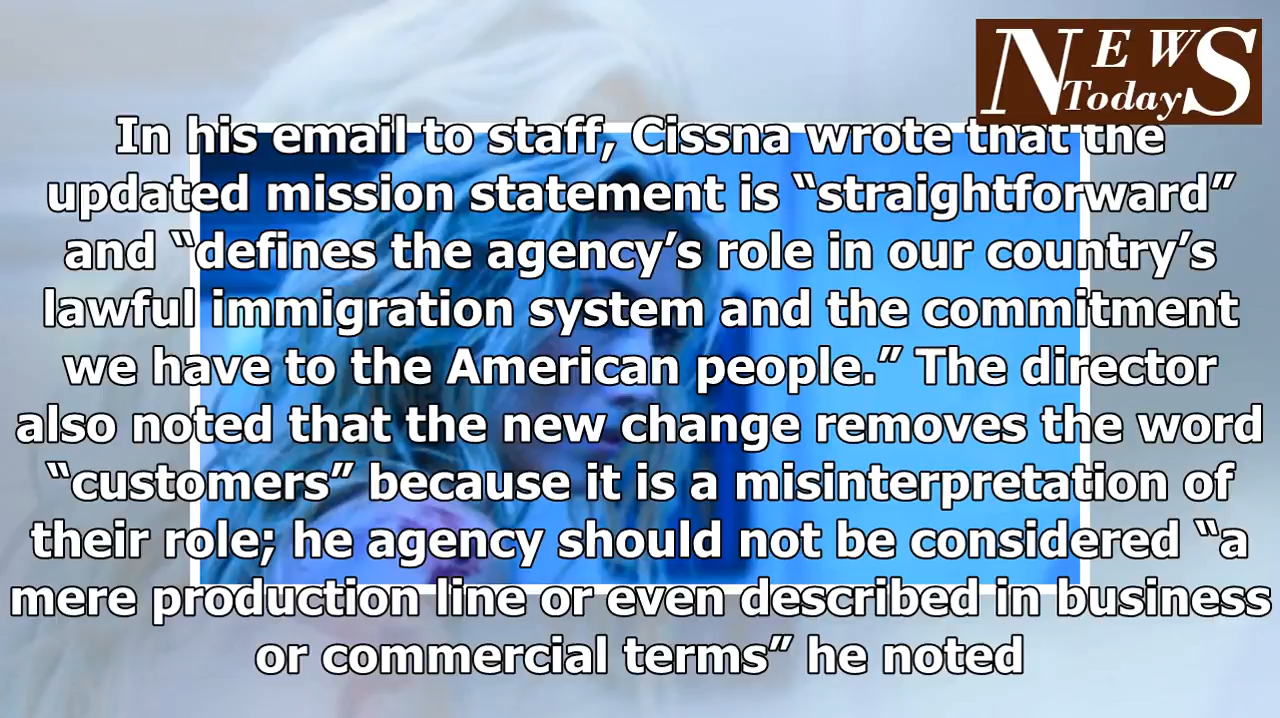 NEWS
Today
In his email to staff, Cissna wrote that the
updated mission statement is “straightforward”
and “defines the agency’s role in our country’s
lawful immigration system and the commitment
we have to the American people.” The director
also noted that the new change removes the word
“customers” because it is a misinterpretation of
their role; he agency should not be considered “a
mere production line or even described in business
or commercial terms” he noted